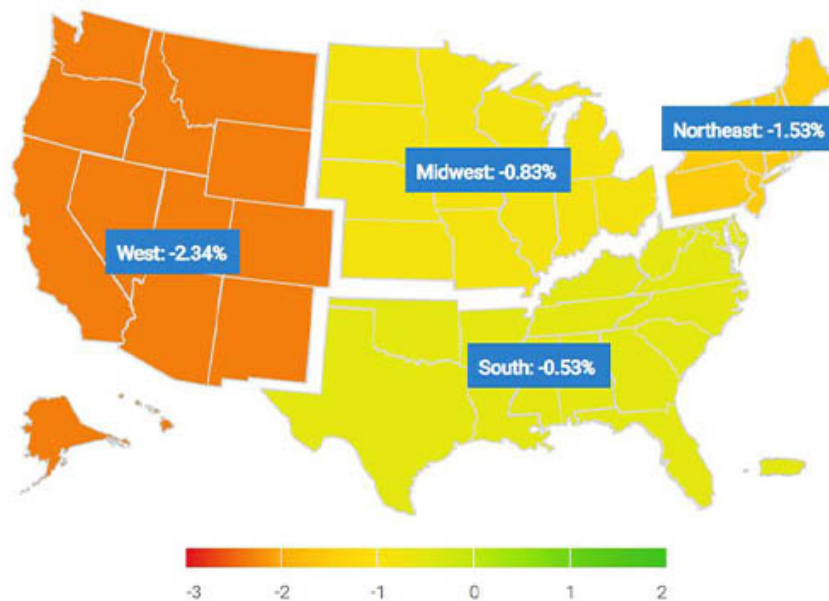 Northeast: -1.53%
Midwest: -0.83%
West: -2.34%
South: -0.53%
-3 -2 -1 0 1 2